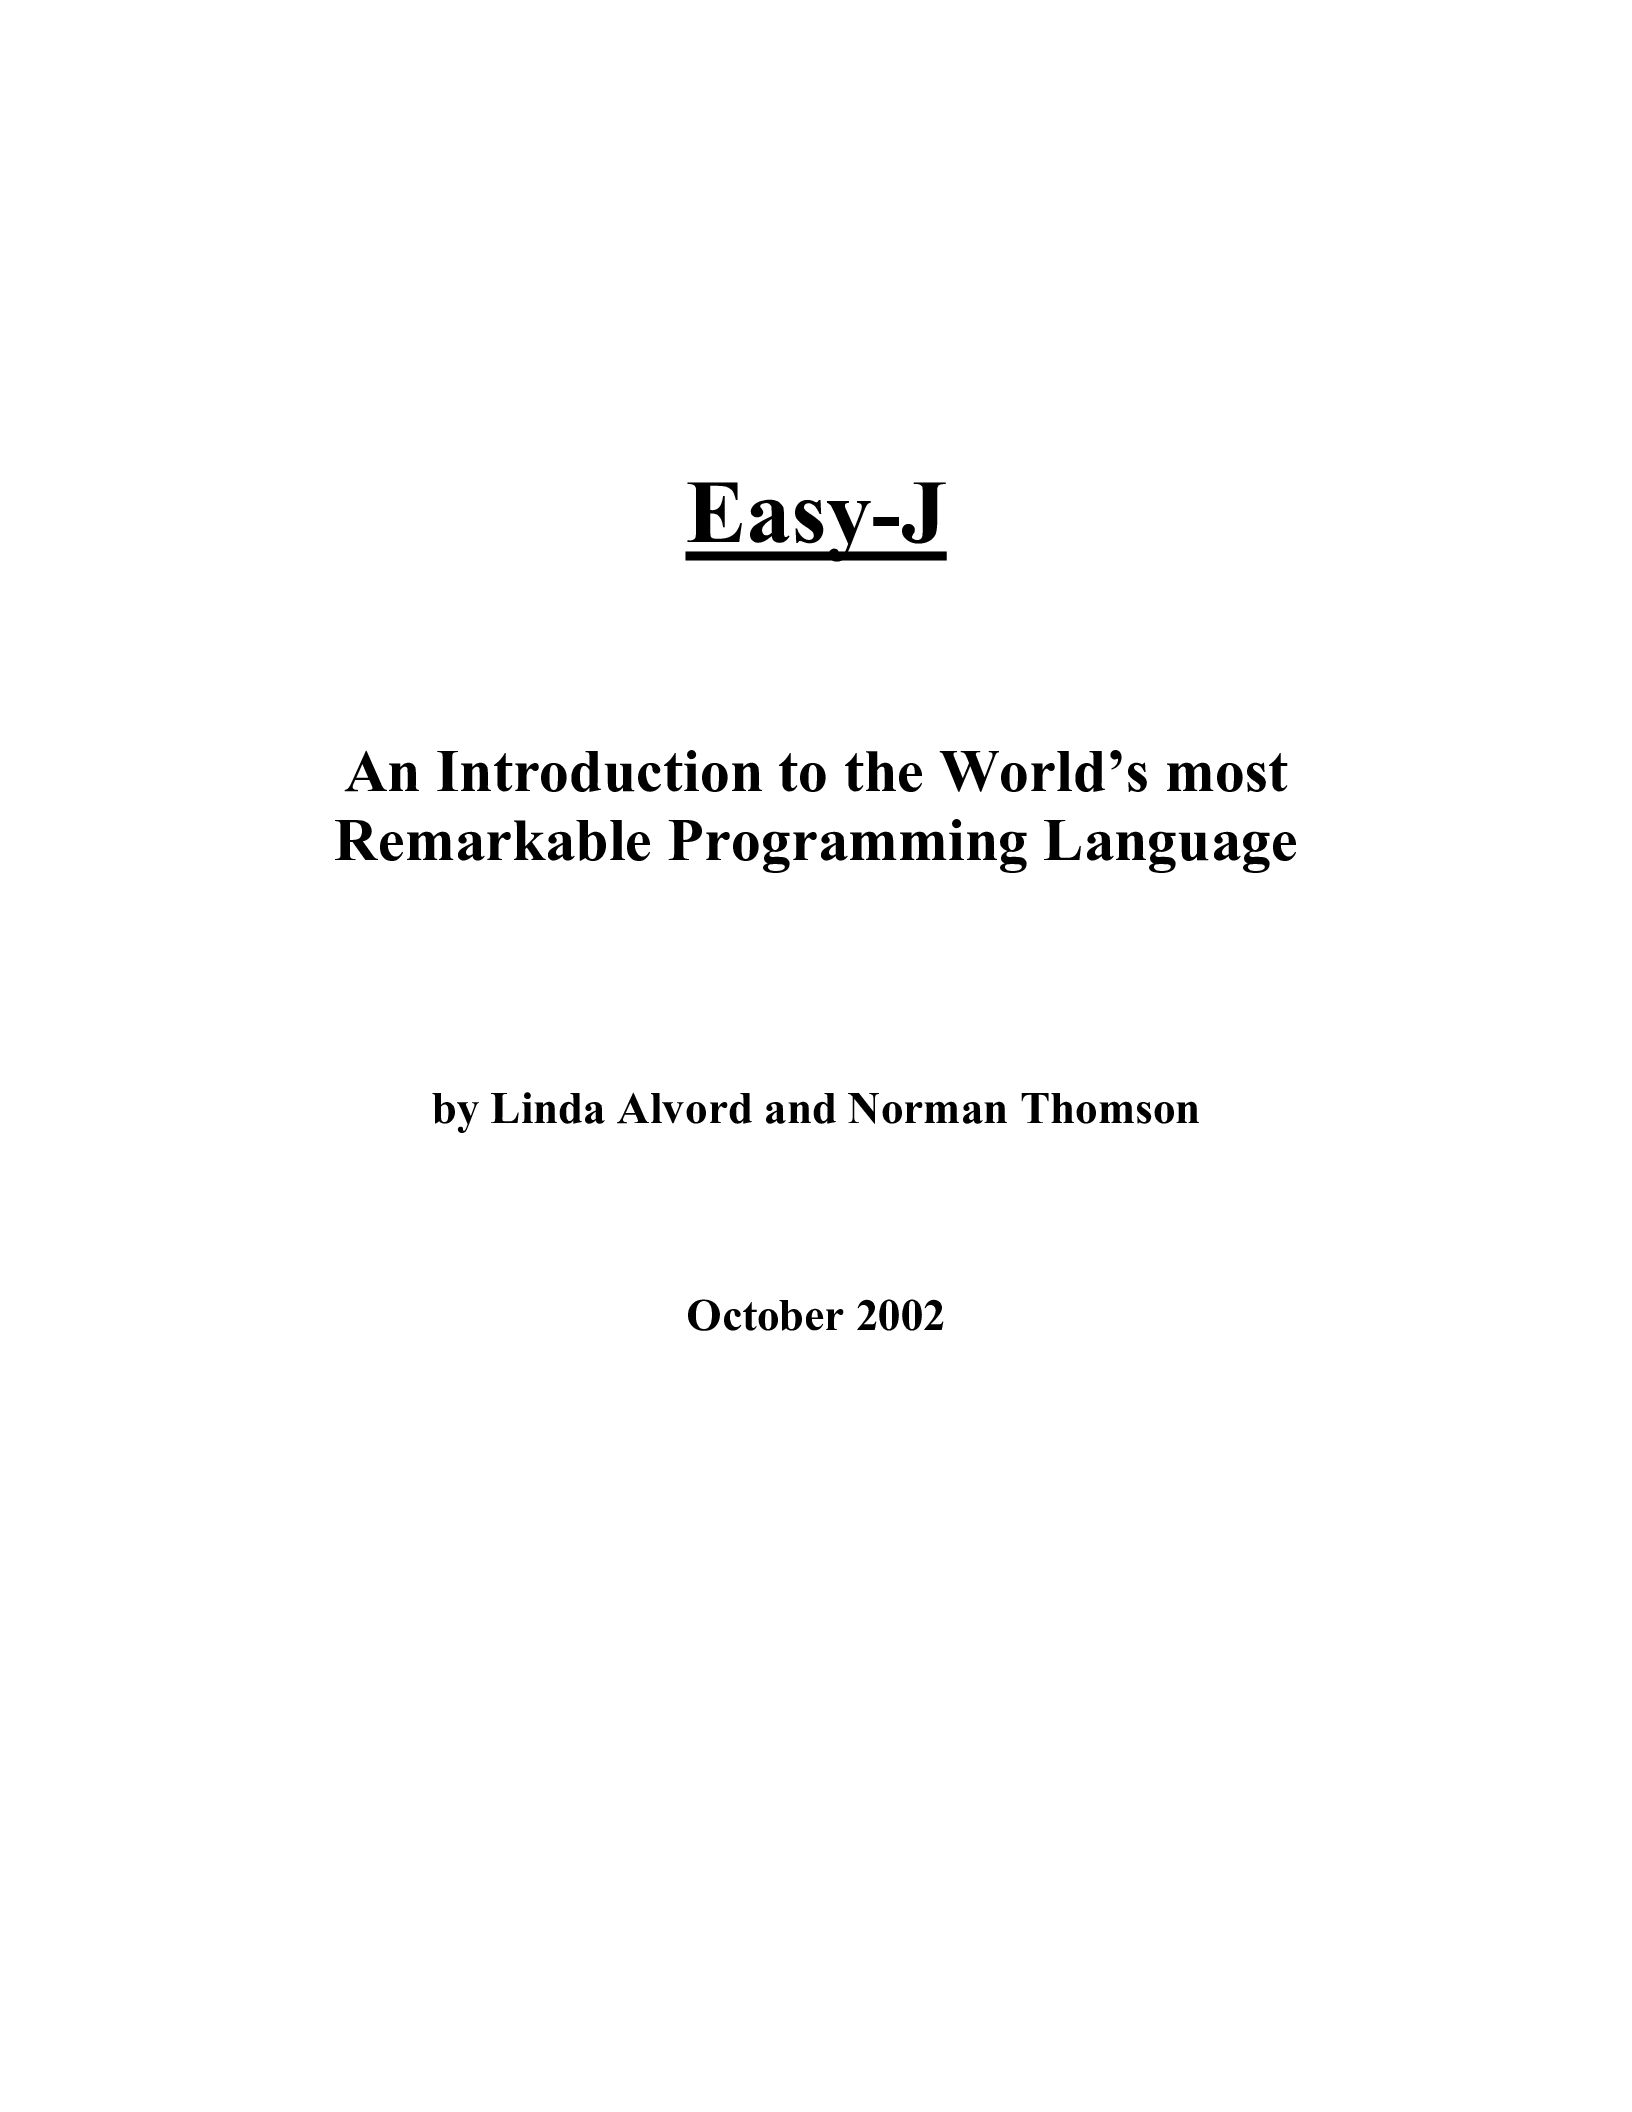 Easy-J
An Introduction to the World’s most
Remarkable Programming Language
by Linda Alvord and Norman Thomson
October 2002